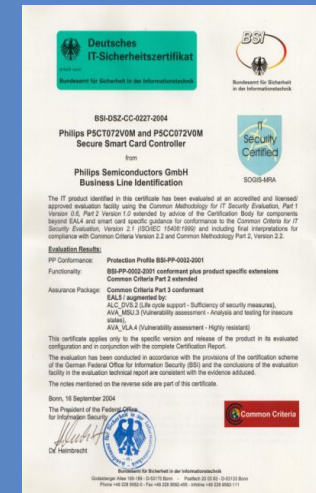 Deutsches
IT-Sicherheitszertifikat
erteilt vom
Bundesamt für Sicherheit in der Informationstechnik
BSI
Bundesamt für Sicherheit
in der Informationstechnik
BSI-DSZ-CC-0227-2004
Philips P5CT072V0M and P5CC072V0M
Secure Smart Card Controller
from
Philips Semiconductors GmbH
Business Line Identification
IT
Security
Certified
SOGIS-MRA
The IT product identified in this certificate has been evaluated at an accredited and licensed/
approved evaluation facility using the Common Methodology for IT Security Evaluation, Part 1
Version 0.6, Part 2 Version 1.0 extended by advice of the Certification Body for components
beyond EAL4 and smart card specific guidance for conformance to the Common Criteria for IT
Security Evaluation, Version 2.1 (ISO/IEC 15408:1999) and including final interpretations for
compliance with Common Criteria Version 2.2 and Common Methodology Part 2, Version 2.2.
Evaluation Results:
PP Conformance: Protection Profile BSI-PP-0002-2001
Functionality: BSI-PP-0002-2001 conformant plus product specific extensions
Common Criteria Part 2 extended
Assurance Package: Common Criteria Part 3 conformant
EAL5 / augmented by:
ALC_DVS.2 (Life cycle support - Sufficiency of security measures),
AVA_MSU.3 (Vulnerability assessment - Analysis and testing for insecure
states),
AVA_VLA.4 (Vulnerability assessment - Highly resistant)
This certificate applies only to the specific version and release of the product in its evaluated
configuration and in conjunction with the complete Certification Report.
The evaluation has been conducted in accordance with the provisions of the certification scheme
of the German Federal Office for Information Security (BSI) and the conclusions of the evaluation
facility in the evaluation technical report are consistent with the evidence adduced.
The notes mentioned on the reverse side are part of this certificate.
Bonn, 16 September 2004
The President of the Federal Office
for Information Security
Dr. Helmbrecht
Common Criteria
Bundesamt für Sicherheit in der Informationstechnik
Godesberger Allee 185-189 - D-53175 Bonn - Postfach 20 03 63 - D-53133 Bonn